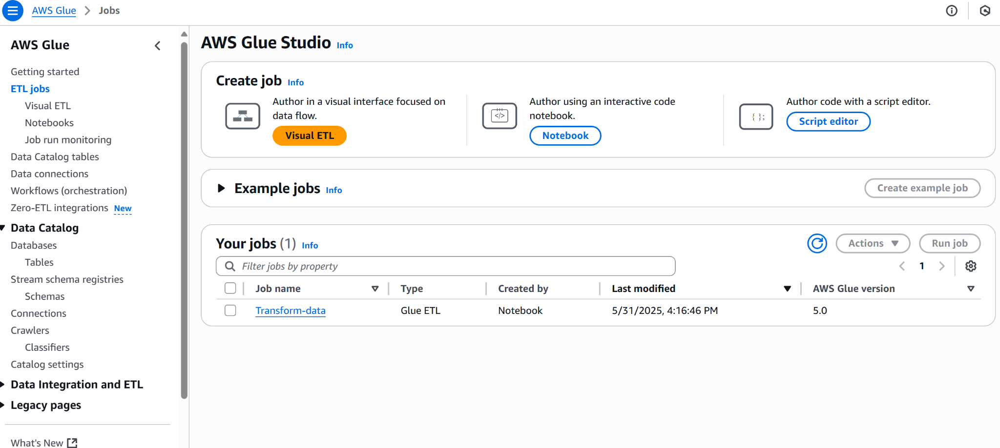 AWS Glue > Jobs
AWS Glue
Getting started
ETL jobs
Visual ETL
Notebooks
Job run monitoring
Data Catalog tables
Data connections
Workflows (orchestration)
Zero-ETL integrations New
Data Catalog
Databases
Tables
Stream schema registries
Schemas
Connections
Crawlers
Classifiers
Catalog settings
Data Integration and ETL
Legacy pages
What's New
AWS Glue Studio Info
Create job Info
Author in a visual interface focused on
data flow.
Visual ETL
</>
Author using an interactive code
notebook.
Notebook
{ };
Author code with a script editor.
Script editor
Example jobs Info
Create example job
Your jobs (1) Info
Actions
Run job
Filter jobs by property
1
Job name Type Created by Last modified AWS Glue version
Transform-data Glue ETL Notebook 5/31/2025, 4:16:46 PM 5.0